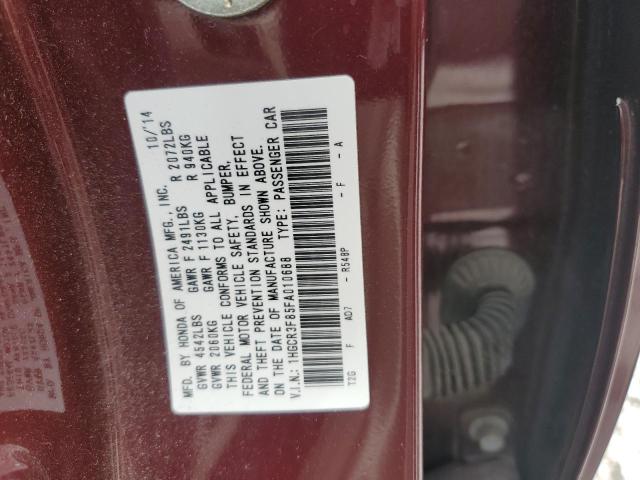 MFD. BY HONDA OF AMERICA MFG., INC. 10/14
GVWR 4542LBS GAWR F 2491LBS R 2072LBS
GVWR 2060KG GAWR F 1130KG R 940KG
THIS VEHICLE CONFORMS TO ALL APPLICABLE
FEDERAL MOTOR VEHICLE SAFETY, BUMPER,
AND THEFT PREVENTION STANDARDS IN EFFECT
ON THE DATE OF MANUFACTURE SHOWN ABOVE.
V.I.N.: 1HGCR3F85FA010688 TYPE: PASSENGER CAR
T2G F AO7 - R548P - F - A